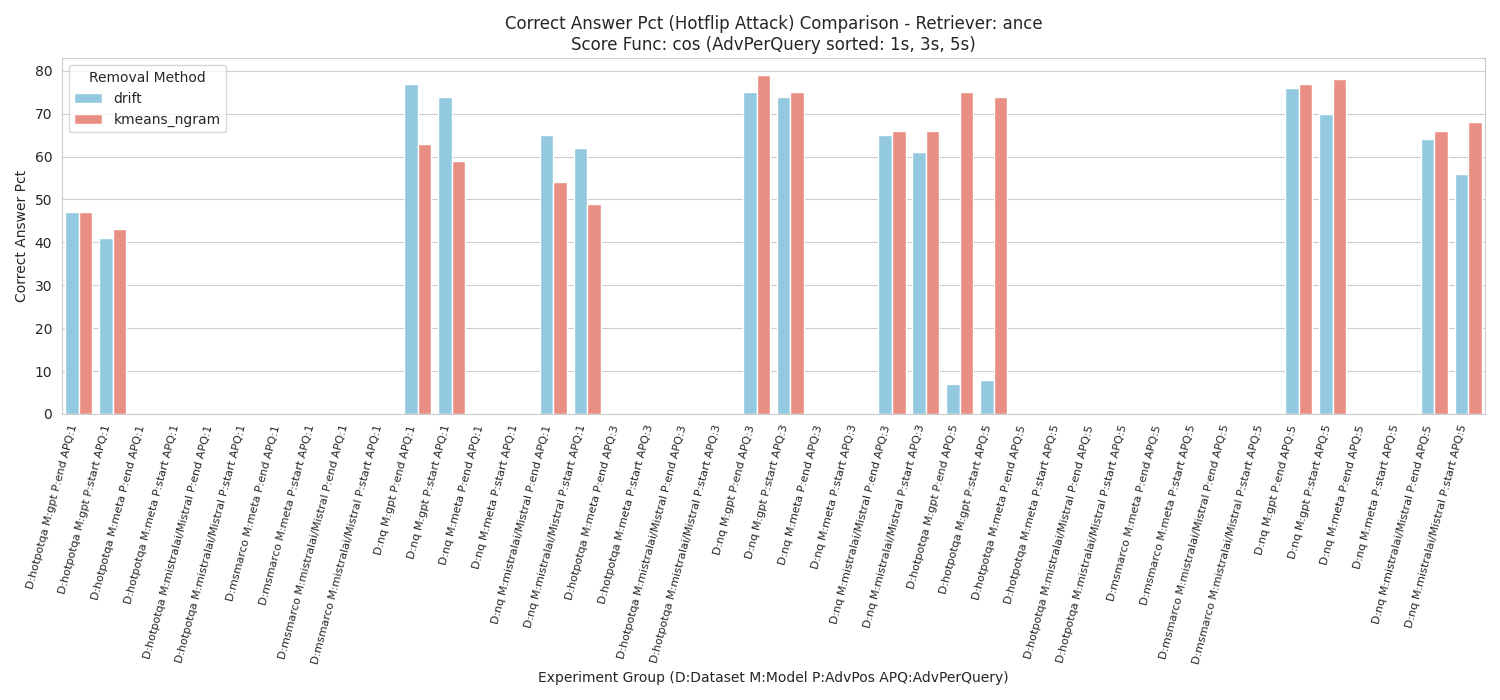 Correct Answer Pct (Hotflip Attack) Comparison - Retriever: ance
Score Func: cos (AdvPerQuery sorted: 1s, 3s, 5s)
Removal Method
drift
kmeans_ngram
Correct Answer Pct
80
70
60
50
40
30
20
10
0
D:hotpotqa M:gpt P:end APQ:1
D:hotpotqa M:gpt P:start APQ:1
D:hotpotqa M:meta P:end APQ:1
D:hotpotqa M:meta P:start APQ:1
D:hotpotqa M:mistralai/Mistral P:end APQ:1
D:hotpotqa M:mistralai/Mistral P:start APQ:1
D:msmarco M:meta P:end APQ:1
D:msmarco M:meta P:start APQ:1
D:msmarco M:mistralai/Mistral P:end APQ:1
D:msmarco M:mistralai/Mistral P:start APQ:1
D:nq M:gpt P:end APQ:1
D:nq M:gpt P:start APQ:1
D:nq M:meta P:end APQ:1
D:nq M:meta P:start APQ:1
D:nq M:mistralai/Mistral P:end APQ:1
D:nq M:mistralai/Mistral P:start APQ:1
D:hotpotqa M:meta P:end APQ:3
D:hotpotqa M:meta P:start APQ:3
D:hotpotqa M:mistralai/Mistral P:end APQ:3
D:hotpotqa M:mistralai/Mistral P:start APQ:3
D:nq M:gpt P:end APQ:3
D:nq M:gpt P:start APQ:3
D:nq M:meta P:end APQ:3
D:nq M:meta P:start APQ:3
D:nq M:mistralai/Mistral P:end APQ:3
D:nq M:mistralai/Mistral P:start APQ:3
D:hotpotqa M:gpt P:end APQ:5
D:hotpotqa M:gpt P:start APQ:5
D:hotpotqa M:meta P:end APQ:5
D:hotpotqa M:meta P:start APQ:5
D:hotpotqa M:mistralai/Mistral P:end APQ:5
D:hotpotqa M:mistralai/Mistral P:start APQ:5
D:msmarco M:meta P:end APQ:5
D:msmarco M:meta P:start APQ:5
D:msmarco M:mistralai/Mistral P:end APQ:5
D:msmarco M:mistralai/Mistral P:start APQ:5
D:nq M:gpt P:end APQ:5
D:nq M:gpt P:start APQ:5
D:nq M:meta P:end APQ:5
D:nq M:meta P:start APQ:5
D:nq M:mistralai/Mistral P:end APQ:5
D:nq M:mistralai/Mistral P:start APQ:5
Experiment Group (D:Dataset M:Model P:AdvPos APQ:AdvPerQuery)